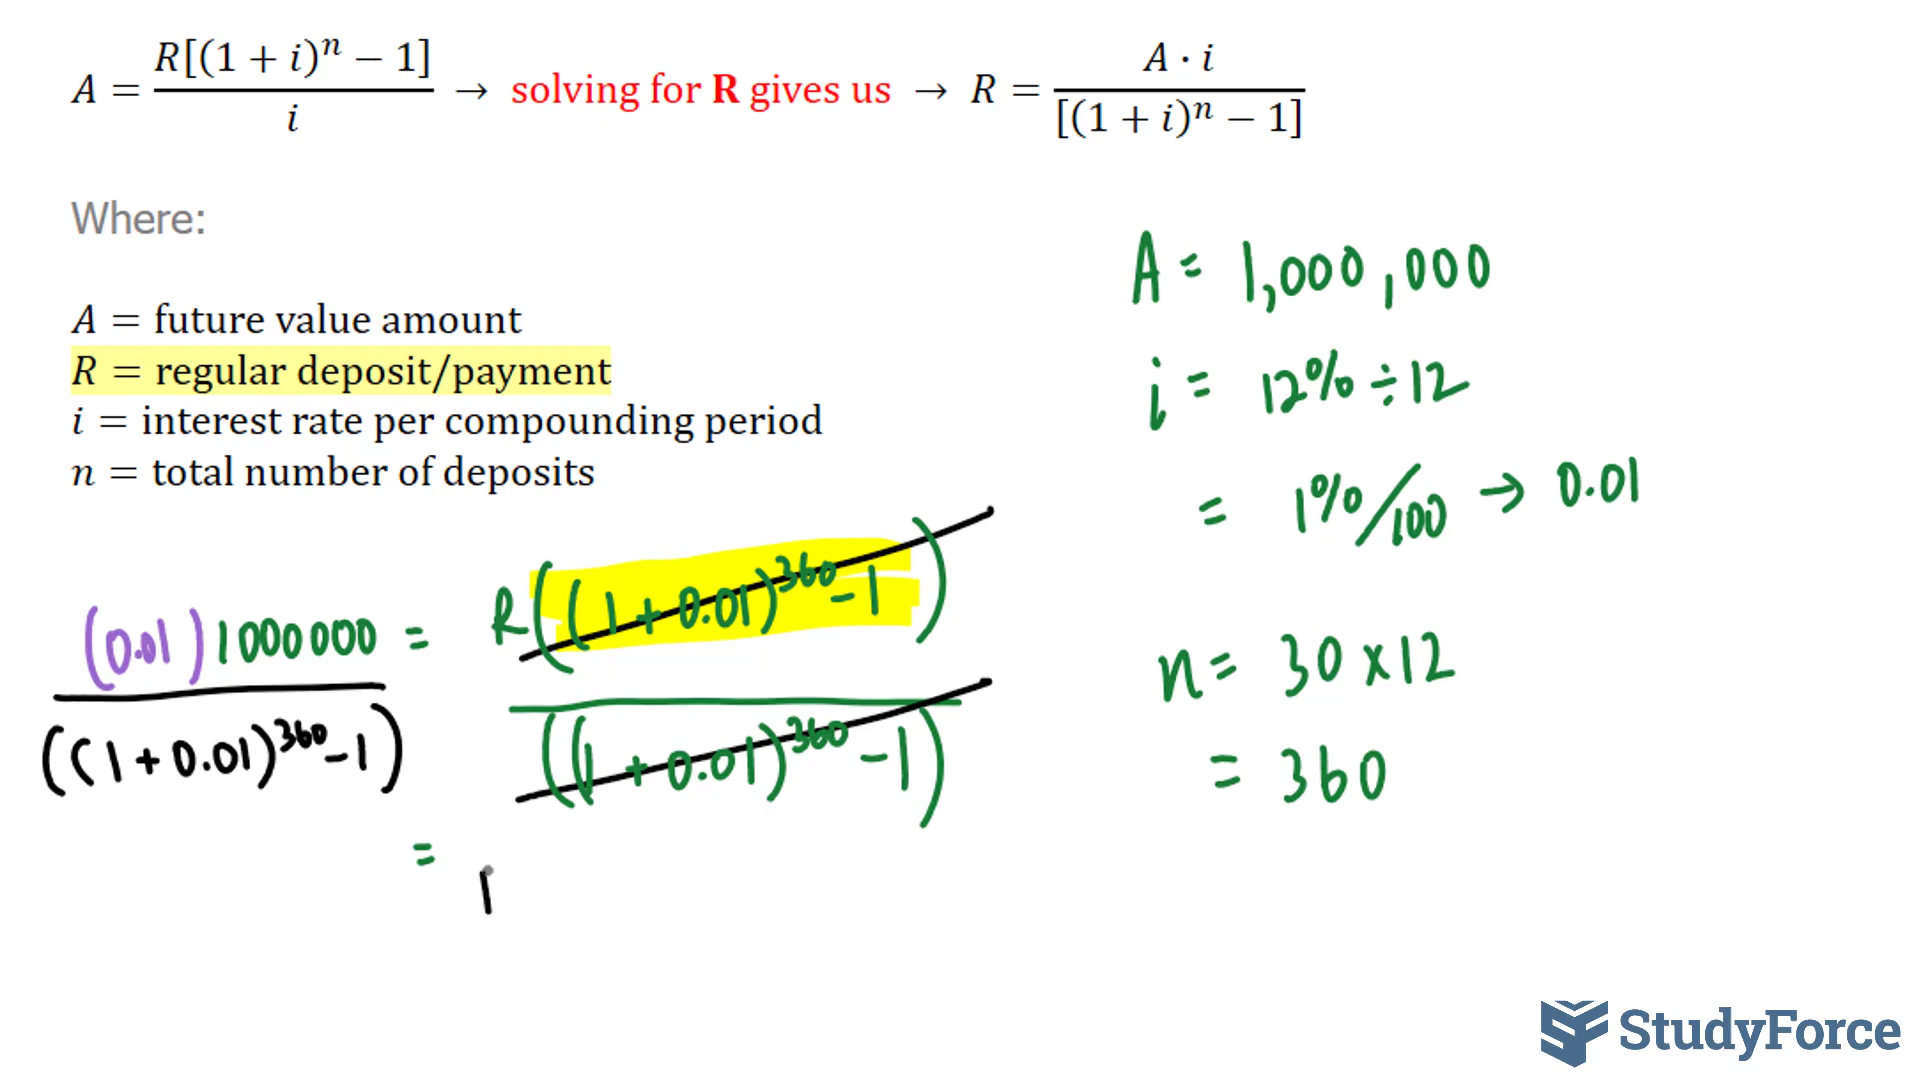 A = R[(1 + i)ⁿ − 1] / i → solving for R gives us → R = A · i / [(1 + i)ⁿ − 1]
Where:
A = future value amount
R = regular deposit/payment
i = interest rate per compounding period
n = total number of deposits
(0.01) 1000000 / ((1+0.01)³⁶⁰-1) = R((1+0.01)³⁶⁰-1) / ((1+0.01)³⁶⁰-1)
=
A = 1,000,000
i = 12% ÷ 12
= 1%/100 → 0.01
n = 30 x 12
= 360
StudyForce